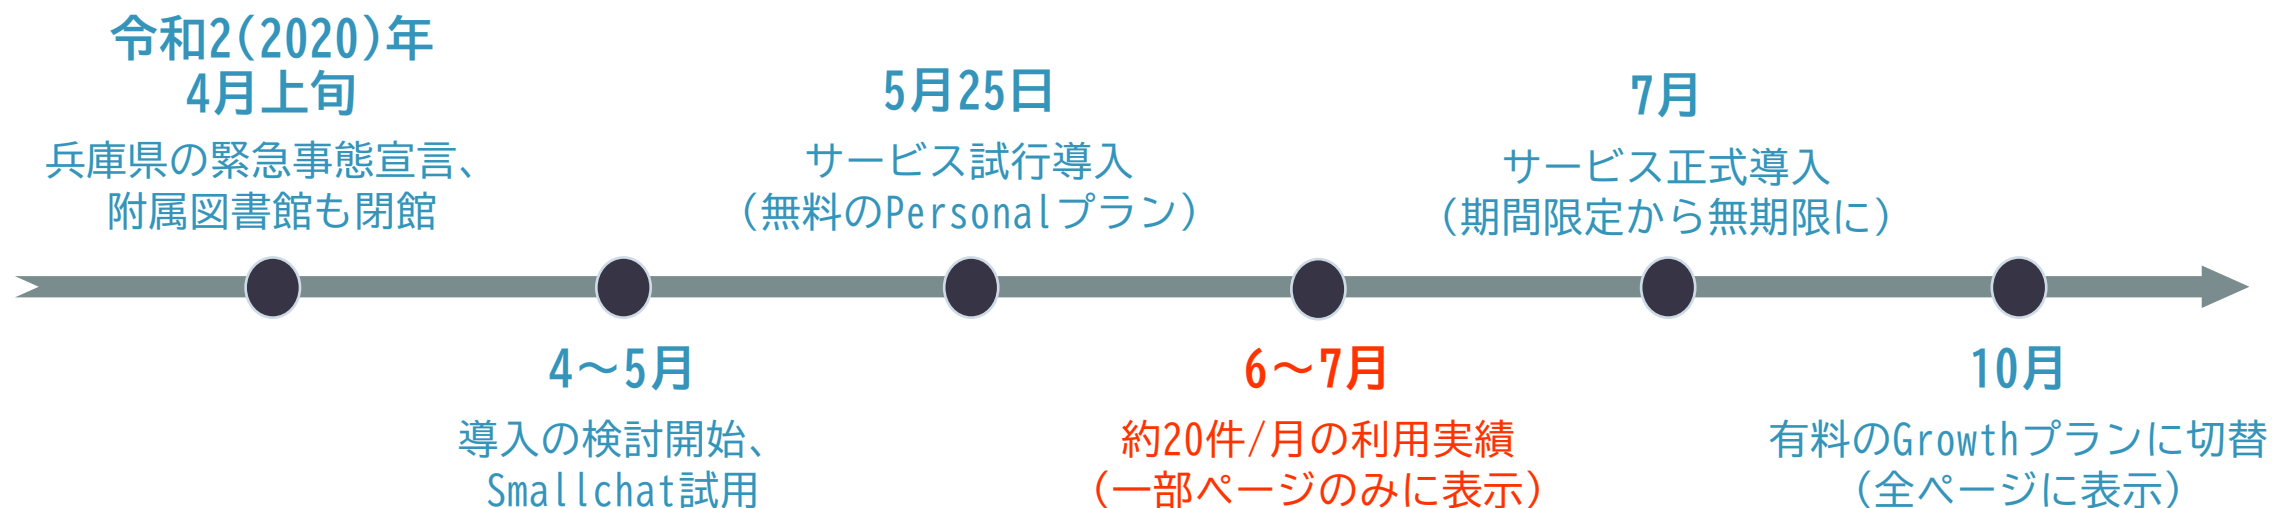 令和2(2020)年
4月上旬
兵庫県の緊急事態宣言、
附属図書館も閉館
4～5月
導入の検討開始、
Smallchat試用
5月25日
サービス試行導入
（無料のPersonalプラン）
6～7月
約20件/月の利用実績
（一部ページのみに表示）
7月
サービス正式導入
（期間限定から無期限に）
10月
有料のGrowthプランに切替
（全ページに表示）